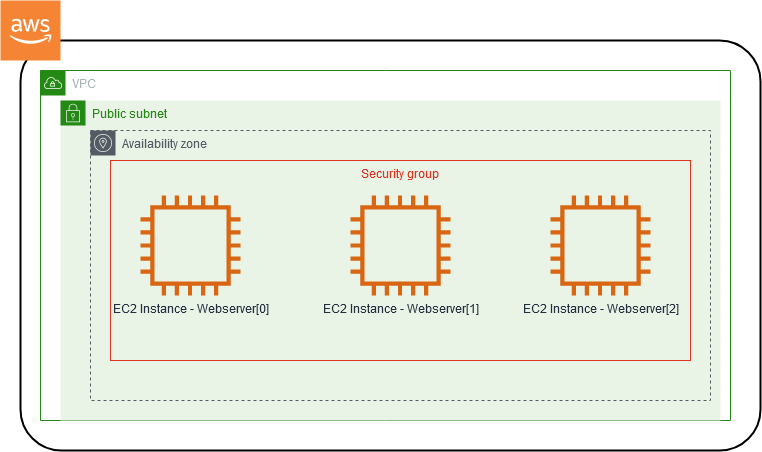 aws
VPC
Public subnet
Availability zone
Security group
EC2 Instance - Webserver[0]
EC2 Instance - Webserver[1]
EC2 Instance - Webserver[2]